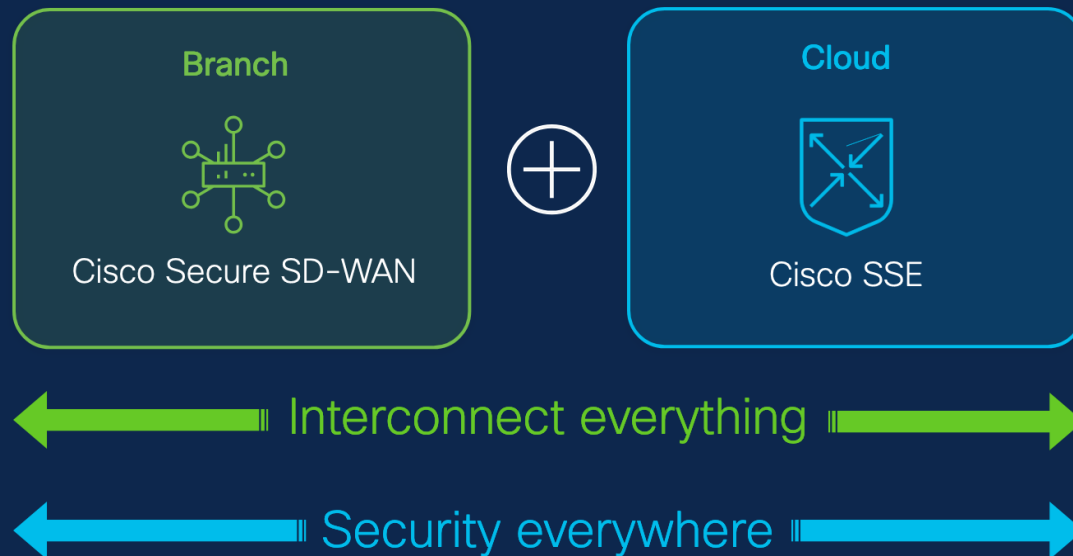 Branch
Cisco Secure SD-WAN
Cloud
Cisco SSE
Interconnect everything
Security everywhere